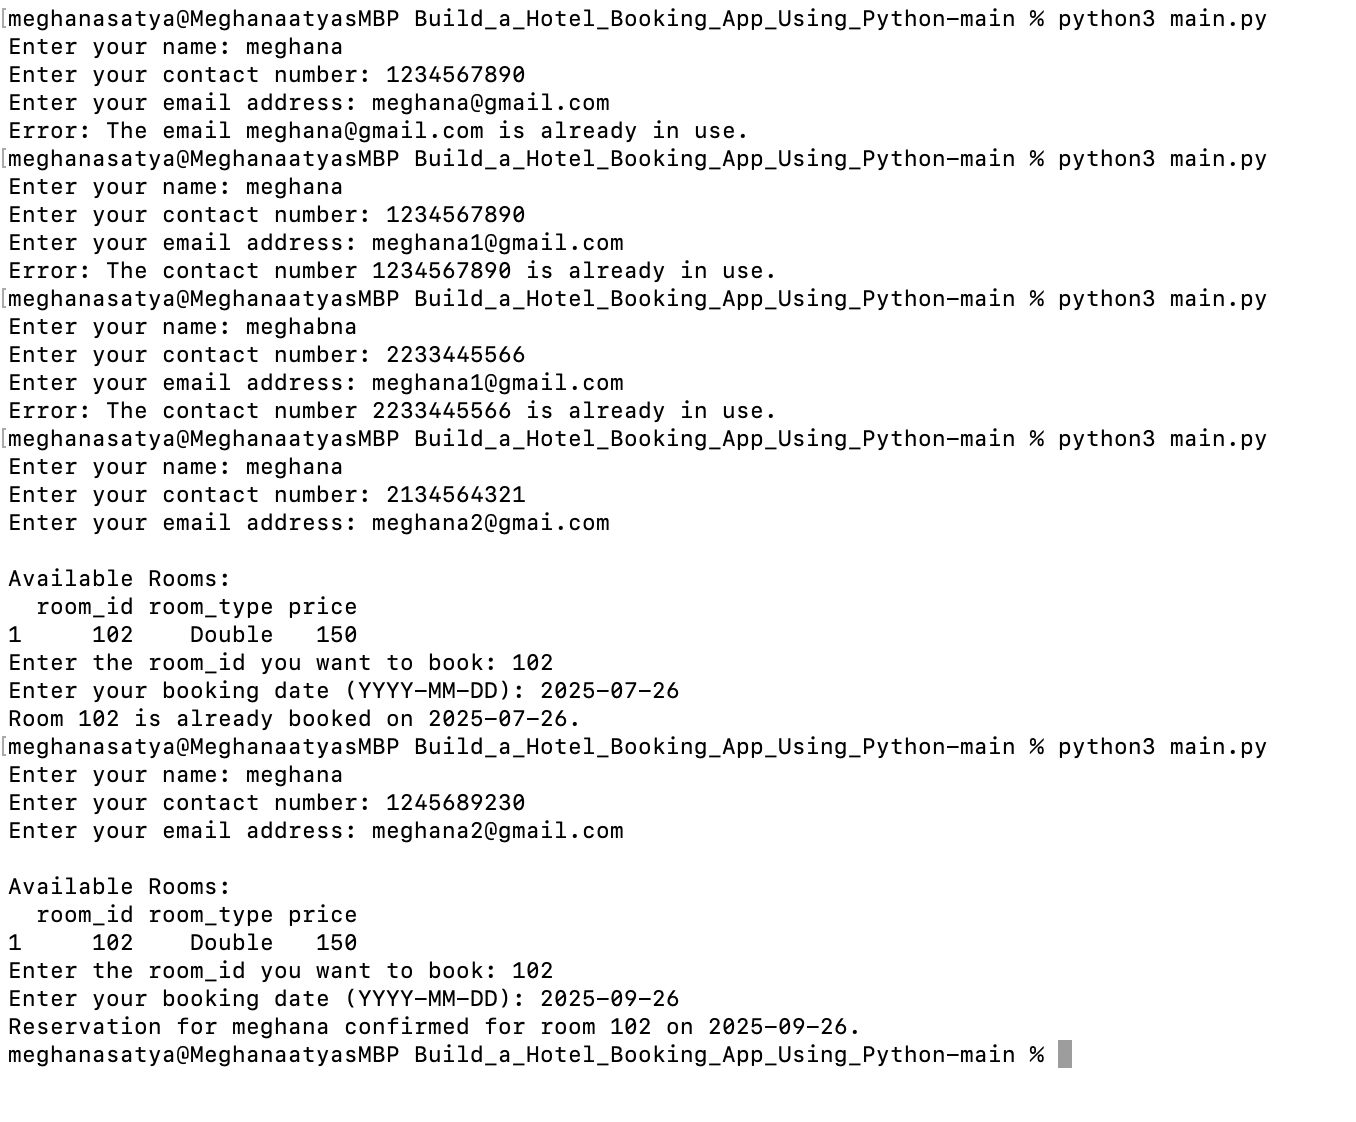 [meghanasatya@MeghanaatyasMBP Build_a_Hotel_Booking_App_Using_Python-main % python3 main.py
Enter your name: meghana
Enter your contact number: 1234567890
Enter your email address: meghana@gmail.com
Error: The email meghana@gmail.com is already in use.
[meghanasatya@MeghanaatyasMBP Build_a_Hotel_Booking_App_Using_Python-main % python3 main.py
Enter your name: meghana
Enter your contact number: 1234567890
Enter your email address: meghana1@gmail.com
Error: The contact number 1234567890 is already in use.
[meghanasatya@MeghanaatyasMBP Build_a_Hotel_Booking_App_Using_Python-main % python3 main.py
Enter your name: meghabna
Enter your contact number: 2233445566
Enter your email address: meghana1@gmail.com
Error: The contact number 2233445566 is already in use.
[meghanasatya@MeghanaatyasMBP Build_a_Hotel_Booking_App_Using_Python-main % python3 main.py
Enter your name: meghana
Enter your contact number: 2134564321
Enter your email address: meghana2@gmai.com
Available Rooms:
  room_id room_type price
1     102    Double   150
Enter the room_id you want to book: 102
Enter your booking date (YYYY-MM-DD): 2025-07-26
Room 102 is already booked on 2025-07-26.
[meghanasatya@MeghanaatyasMBP Build_a_Hotel_Booking_App_Using_Python-main % python3 main.py
Enter your name: meghana
Enter your contact number: 1245689230
Enter your email address: meghana2@gmail.com
Available Rooms:
  room_id room_type price
1     102    Double   150
Enter the room_id you want to book: 102
Enter your booking date (YYYY-MM-DD): 2025-09-26
Reservation for meghana confirmed for room 102 on 2025-09-26.
meghanasatya@MeghanaatyasMBP Build_a_Hotel_Booking_App_Using_Python-main %